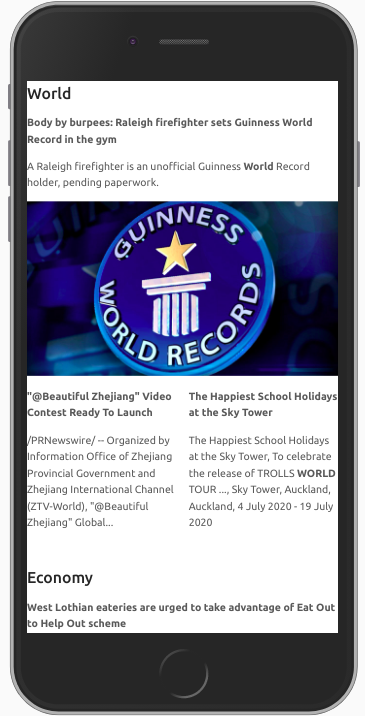 World
Body by burpees: Raleigh firefighter sets Guinness World
Record in the gym
A Raleigh firefighter is an unofficial Guinness World Record
holder, pending paperwork.
GUINNESS
WORLD RECORDS
"@Beautiful Zhejiang" Video
Contest Ready To Launch
/PRNewswire/ -- Organized by
Information Office of Zhejiang
Provincial Government and
Zhejiang International Channel
(ZTV-World), "@Beautiful
Zhejiang" Global...
The Happiest School Holidays
at the Sky Tower
The Happiest School Holidays
at the Sky Tower, To celebrate
the release of TROLLS WORLD
TOUR ..., Sky Tower, Auckland,
Auckland, 4 July 2020 - 19 July
2020
Economy
West Lothian eateries are urged to take advantage of Eat Out
to Help Out scheme